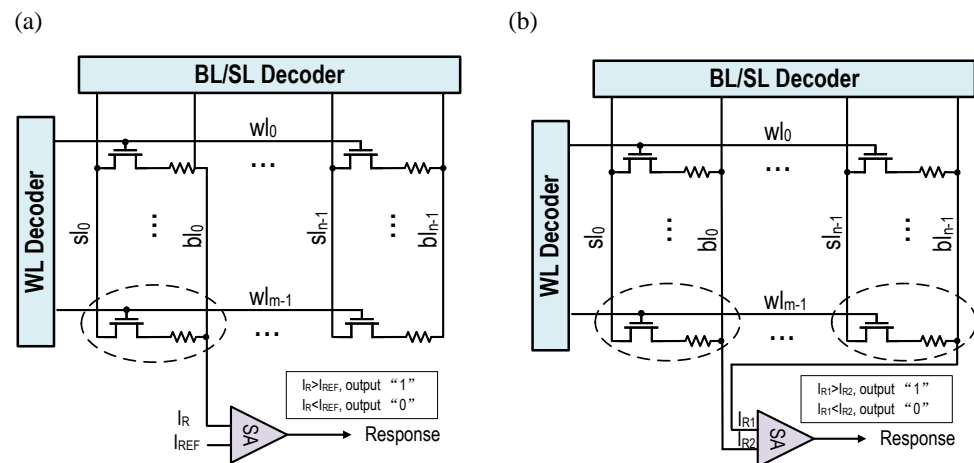 (a)
BL/SL Decoder
WL Decoder
wl0
...
...
...
sl0
bl0
sln-1
bln-1
wlm-1
...
IR>IREF, output “1”
IR<IREF, output “0”
IR
IREF
SA
Response
(b)
BL/SL Decoder
WL Decoder
wl0
...
...
...
sl0
bl0
sln-1
bln-1
wlm-1
...
IR1>IR2, output “1”
IR1<IR2, output “0”
IR1
IR2
SA
Response